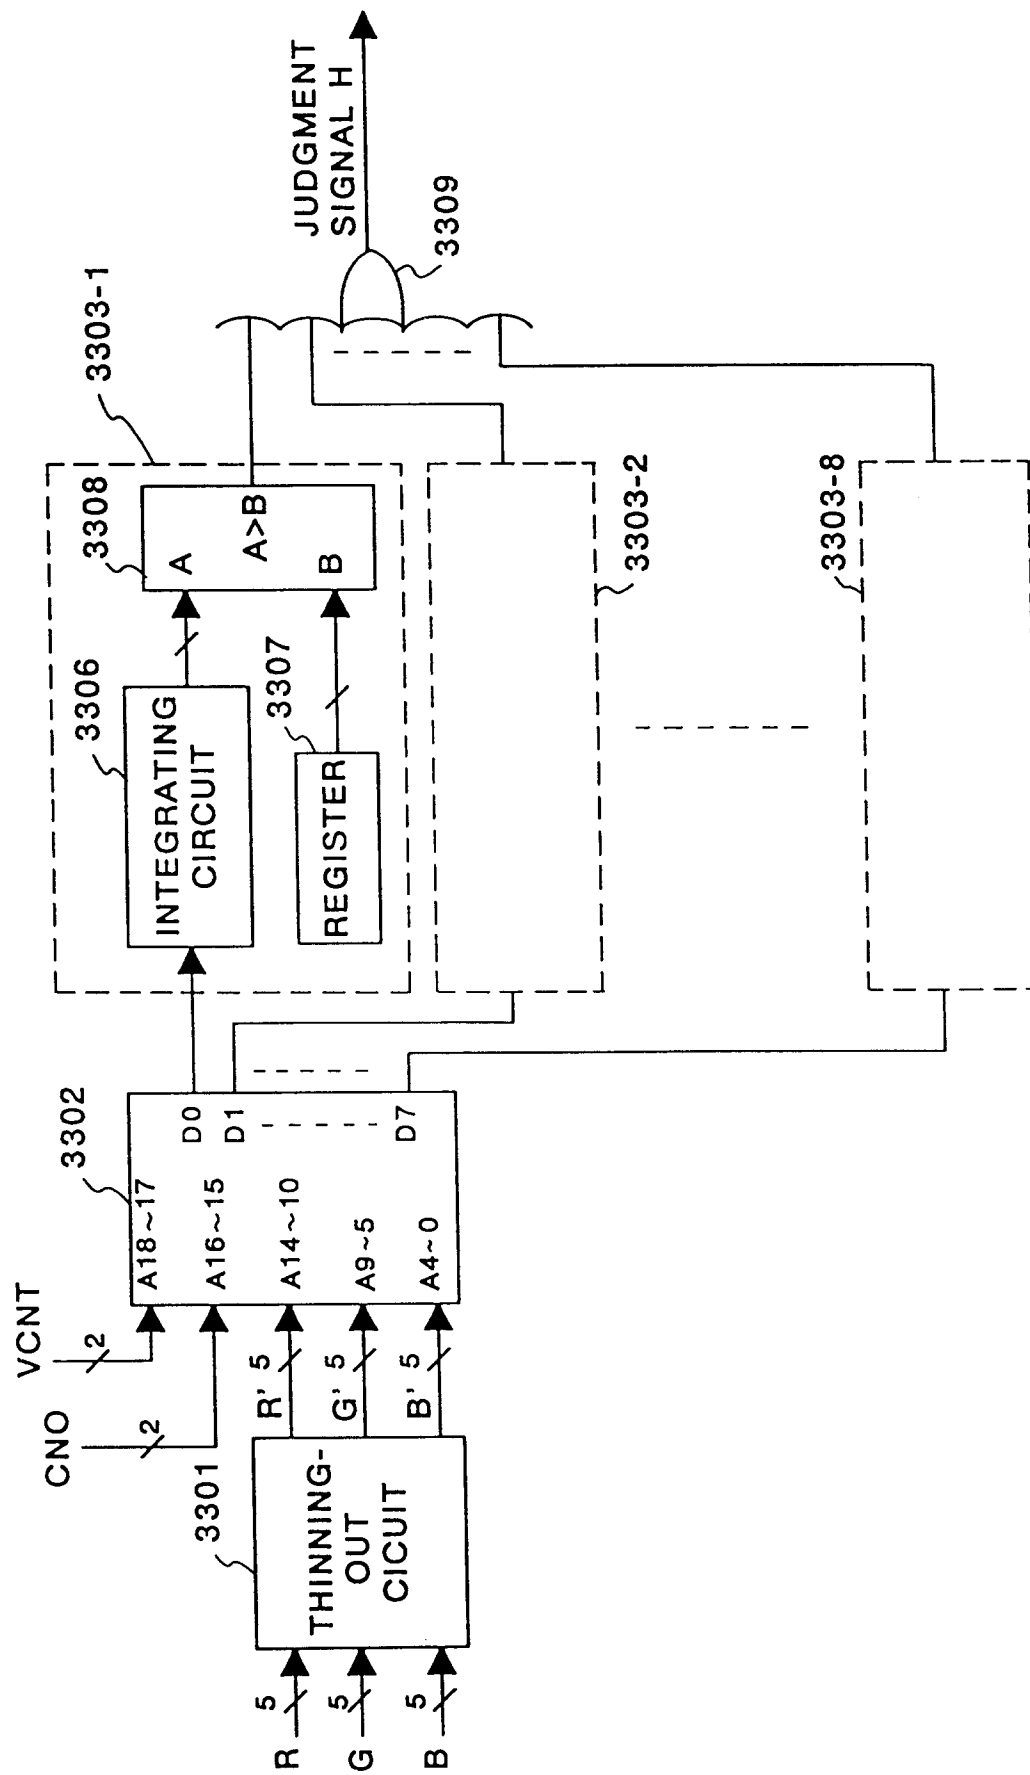 VCNT
2
CNO
2
3301
THINNING-
OUT
CICUIT
R 5
G 5
B 5
R' 5
G' 5
B' 5
3302
A18~17
A16~15
A14~10
A9~5
A4~0
D0
D1
D7
3303-1
3306
INTEGRATING
CIRCUIT
3307
REGISTER
3308
A
A>B
B
3303-2
3303-8
3309
JUDGMENT
SIGNAL H